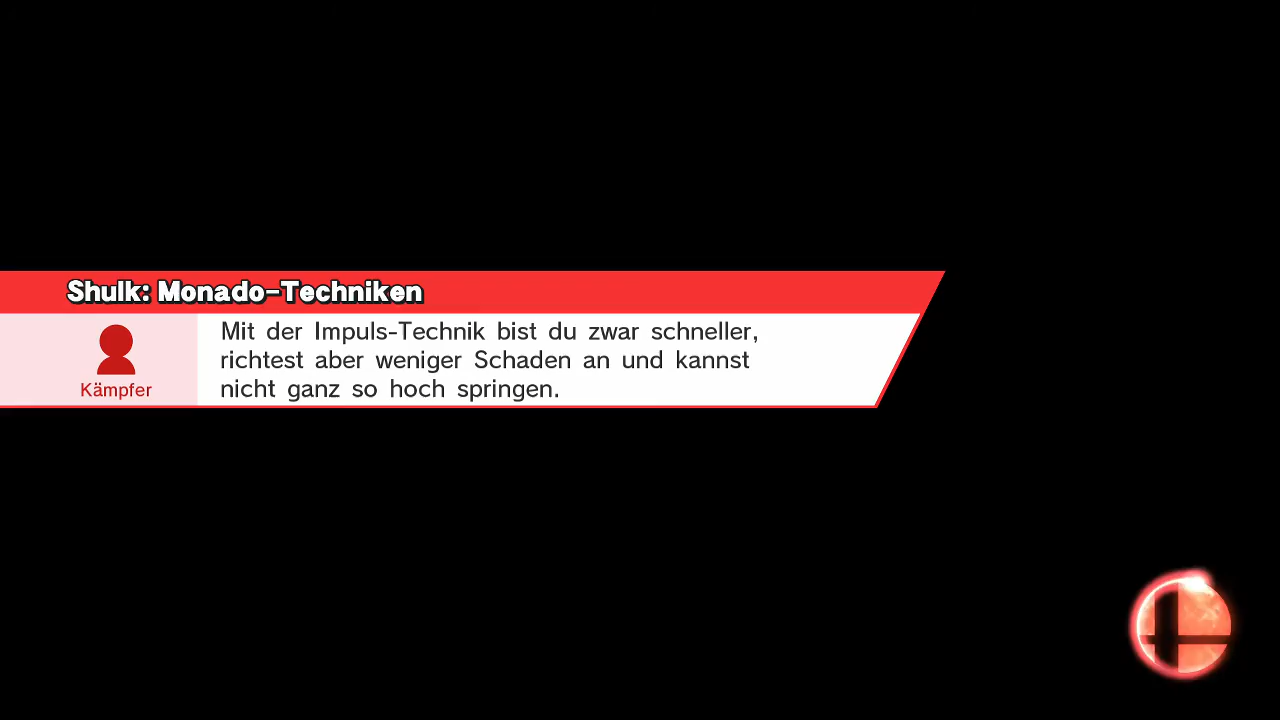 Shulk: Monado-Techniken
Kämpfer
Mit der Impuls-Technik bist du zwar schneller,
richtest aber weniger Schaden an und kannst
nicht ganz so hoch springen.